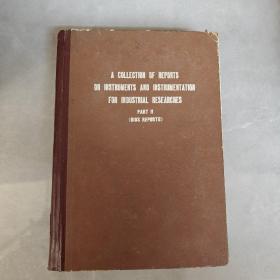 A COLLECTION OF REPORTS
ON INSTRUMENTS AND INSTRUMENTATION
FOR INDUSTRIAL RESEARCHES
PART II
(BIOS REPORTS)